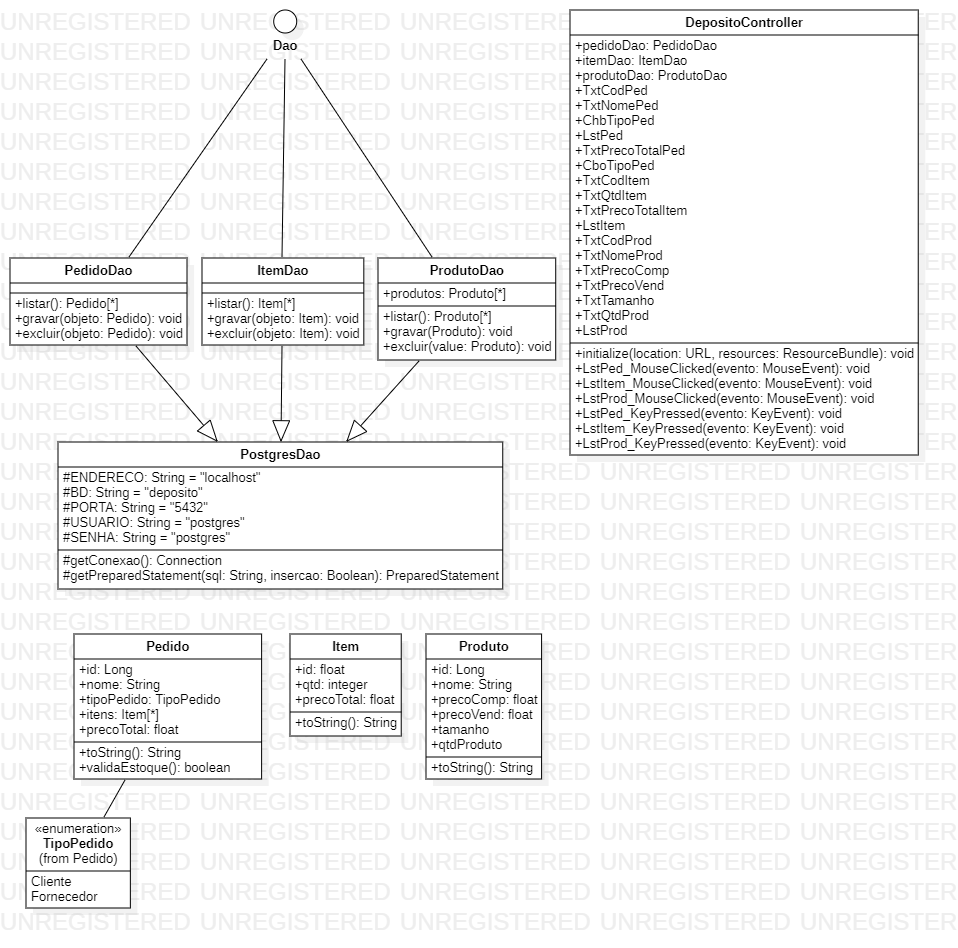 Dao
DepositoController
+pedidoDao: PedidoDao
+itemDao: ItemDao
+produtoDao: ProdutoDao
+TxtCodPed
+TxtNomePed
+ChbTipoPed
+LstPed
+TxtPrecoTotalPed
+CboTipoPed
+TxtCodItem
+TxtQtdItem
+TxtPrecoTotalItem
+LstItem
+TxtCodProd
+TxtNomeProd
+TxtPrecoComp
+TxtPrecoVend
+TxtTamanho
+TxtQtdProd
+LstProd
+initialize(location: URL, resources: ResourceBundle): void
+LstPed_MouseClicked(evento: MouseEvent): void
+LstItem_MouseClicked(evento: MouseEvent): void
+LstProd_MouseClicked(evento: MouseEvent): void
+LstPed_KeyPressed(evento: KeyEvent): void
+LstItem_KeyPressed(evento: KeyEvent): void
+LstProd_KeyPressed(evento: KeyEvent): void
PedidoDao
+listar(): Pedido[*]
+gravar(objeto: Pedido): void
+excluir(objeto: Pedido): void
ItemDao
+listar(): Item[*]
+gravar(objeto: Item): void
+excluir(objeto: Item): void
ProdutoDao
+produtos: Produto[*]
+listar(): Produto[*]
+gravar(Produto): void
+excluir(value: Produto): void
PostgresDao
#ENDERECO: String = "localhost"
#BD: String = "deposito"
#PORTA: String = "5432"
#USUARIO: String = "postgres"
#SENHA: String = "postgres"
#getConexao(): Connection
#getPreparedStatement(sql: String, insercao: Boolean): PreparedStatement
Pedido
+id: Long
+nome: String
+tipoPedido: TipoPedido
+itens: Item[*]
+precoTotal: float
+toString(): String
+validaEstoque(): boolean
Item
+id: float
+qtd: integer
+precoTotal: float
+toString(): String
Produto
+id: Long
+nome: String
+precoComp: float
+precoVend: float
+tamanho
+qtdProduto
+toString(): String
«enumeration»
TipoPedido
(from Pedido)
Cliente
Fornecedor
UNREGISTERED